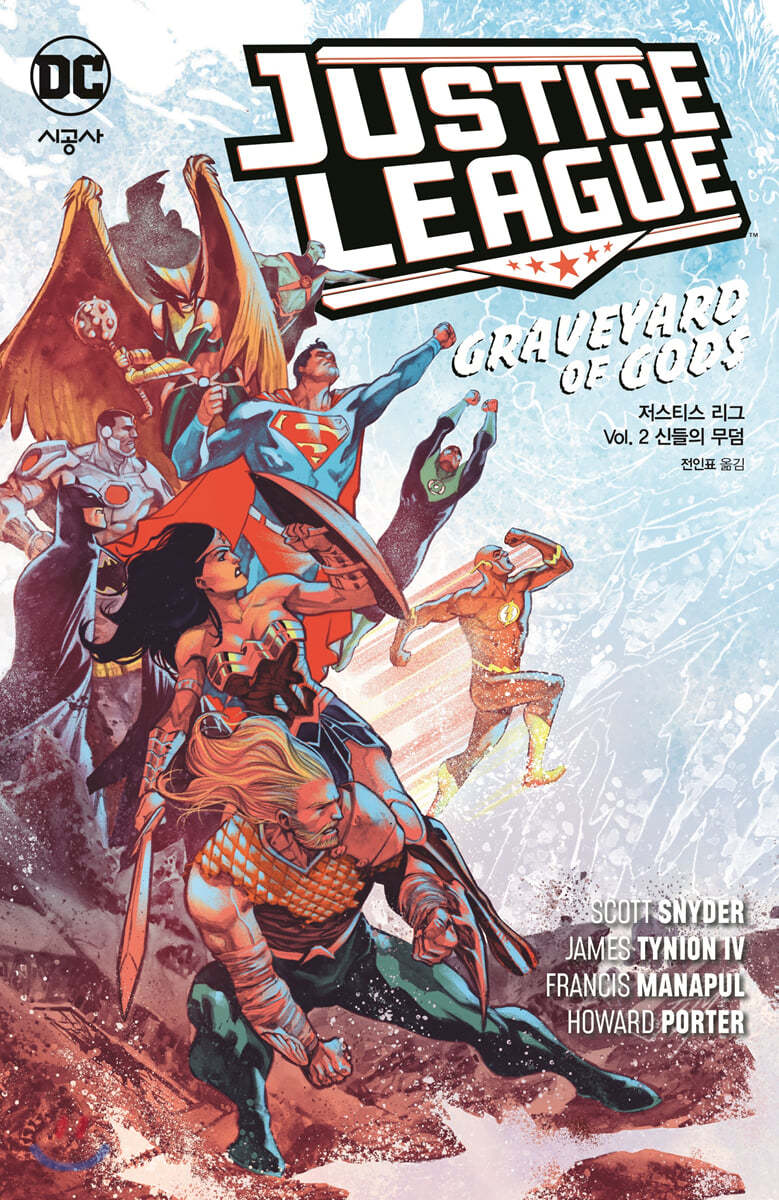 DC
시공사
JUSTICE
LEAGUE
TM
GRAVEYARD
OF GODS
저스티스 리그
Vol. 2 신들의 무덤
전인표 옮김
SCOTT SNYDER
JAMES TYNION IV
FRANCIS MANAPUL
HOWARD PORTER